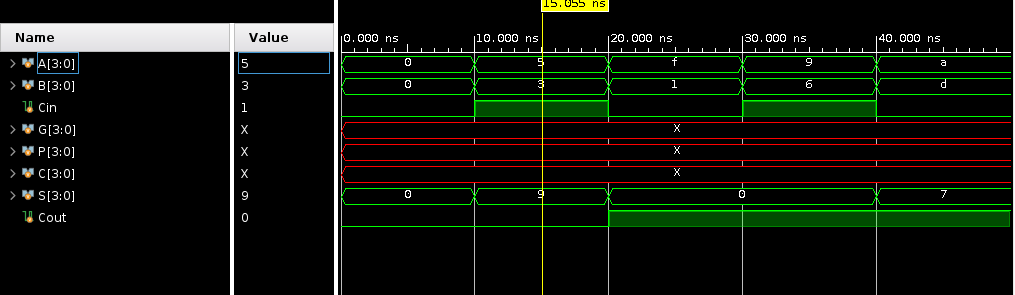 15.055 ns
Name Value
0.000 ns 10.000 ns 20.000 ns 30.000 ns 40.000 ns
A[3:0] 5 0 5 f 9 a
B[3:0] 3 0 3 1 6 d
Cin 1
G[3:0] X X
P[3:0] X X
C[3:0] X X
S[3:0] 9 0 9 0 7
Cout 0